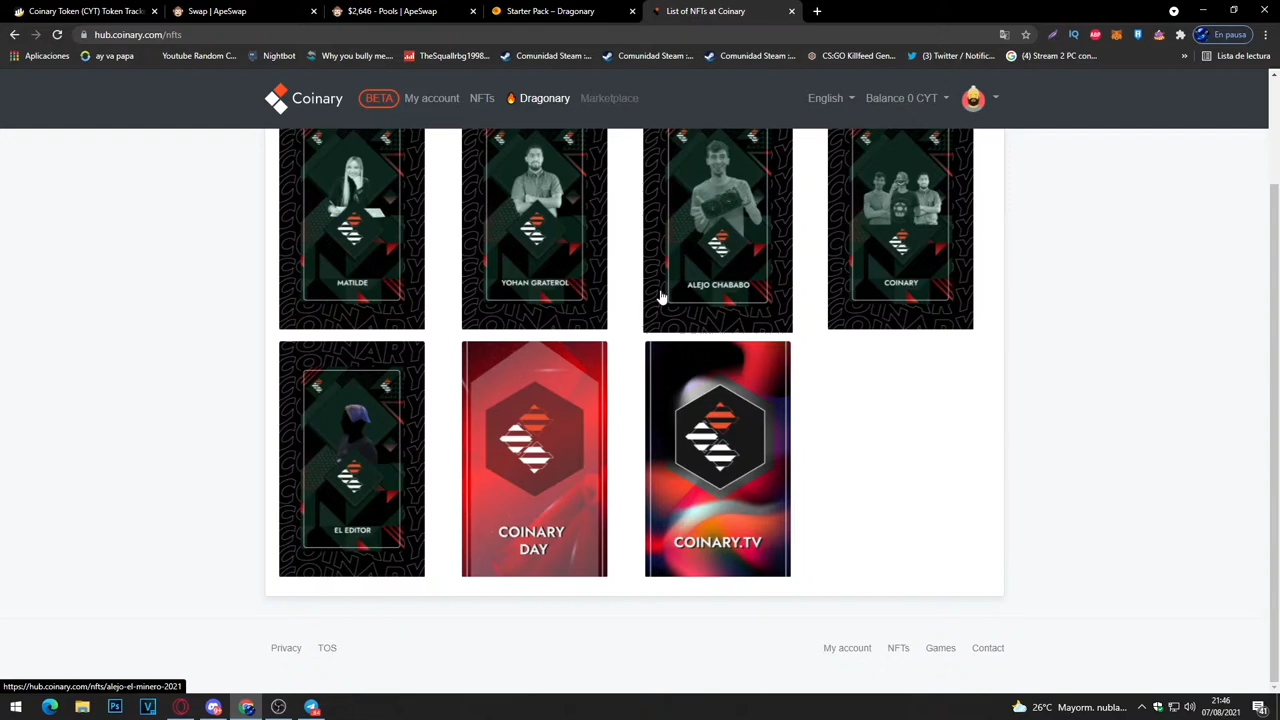 Coinary Token (CYT) Token Track
Swap | ApeSwap
$2,646 - Pools | ApeSwap
Starter Pack – Dragonary
List of NFTs at Coinary
hub.coinary.com/nfts
En pausa
Aplicaciones
ay va papa
Youtube Random C...
Nightbot
Why you bully me?...
TheSquallrbg1998...
Comunidad Steam :...
Comunidad Steam :...
Comunidad Steam :...
CS:GO Killfeed Gen...
(3) Twitter / Notific...
(4) Stream 2 PC con...
Lista de lectura
Coinary
BETA
My account
NFTs
Dragonary
Marketplace
English
Balance 0 CYT
MATILDE
YOHAN GRATEROL
ALEJO CHABABO
COINARY
EL EDITOR
COINARY
DAY
COINARY.TV
Privacy
TOS
My account
NFTs
Games
Contact
https://hub.coinary.com/nfts/alejo-el-minero-2021
26°C Mayorm. nubla...
21:46
07/08/2021